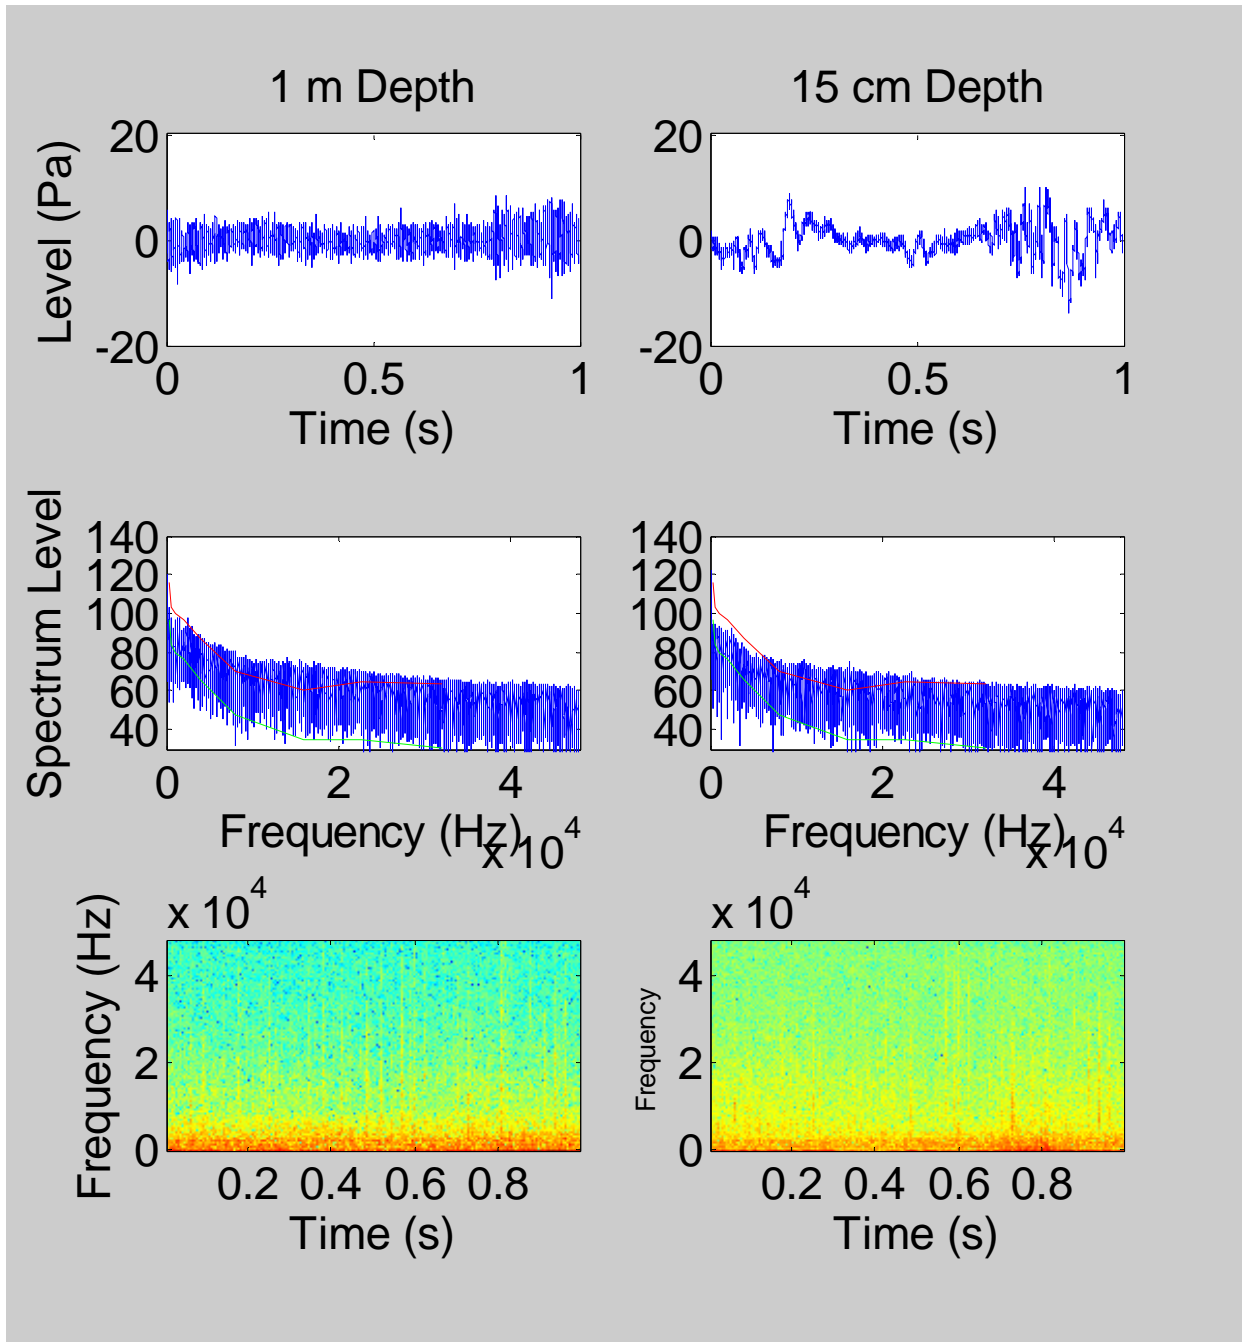 1 m Depth 15 cm Depth
Level (Pa)
20 20
0 0
-20 -20
0 0.5 1 0 0.5 1
Time (s) Time (s)
Spectrum Level
140 140
120 120
100 100
80 80
60 60
40 40
0 2 4 0 2 4
Frequency (Hz) Frequency (Hz)
x 10^4 x 10^4
x 10^4 x 10^4
Frequency (Hz) Frequency
4 4
2 2
0 0
0.2 0.4 0.6 0.8 0.2 0.4 0.6 0.8
Time (s) Time (s)